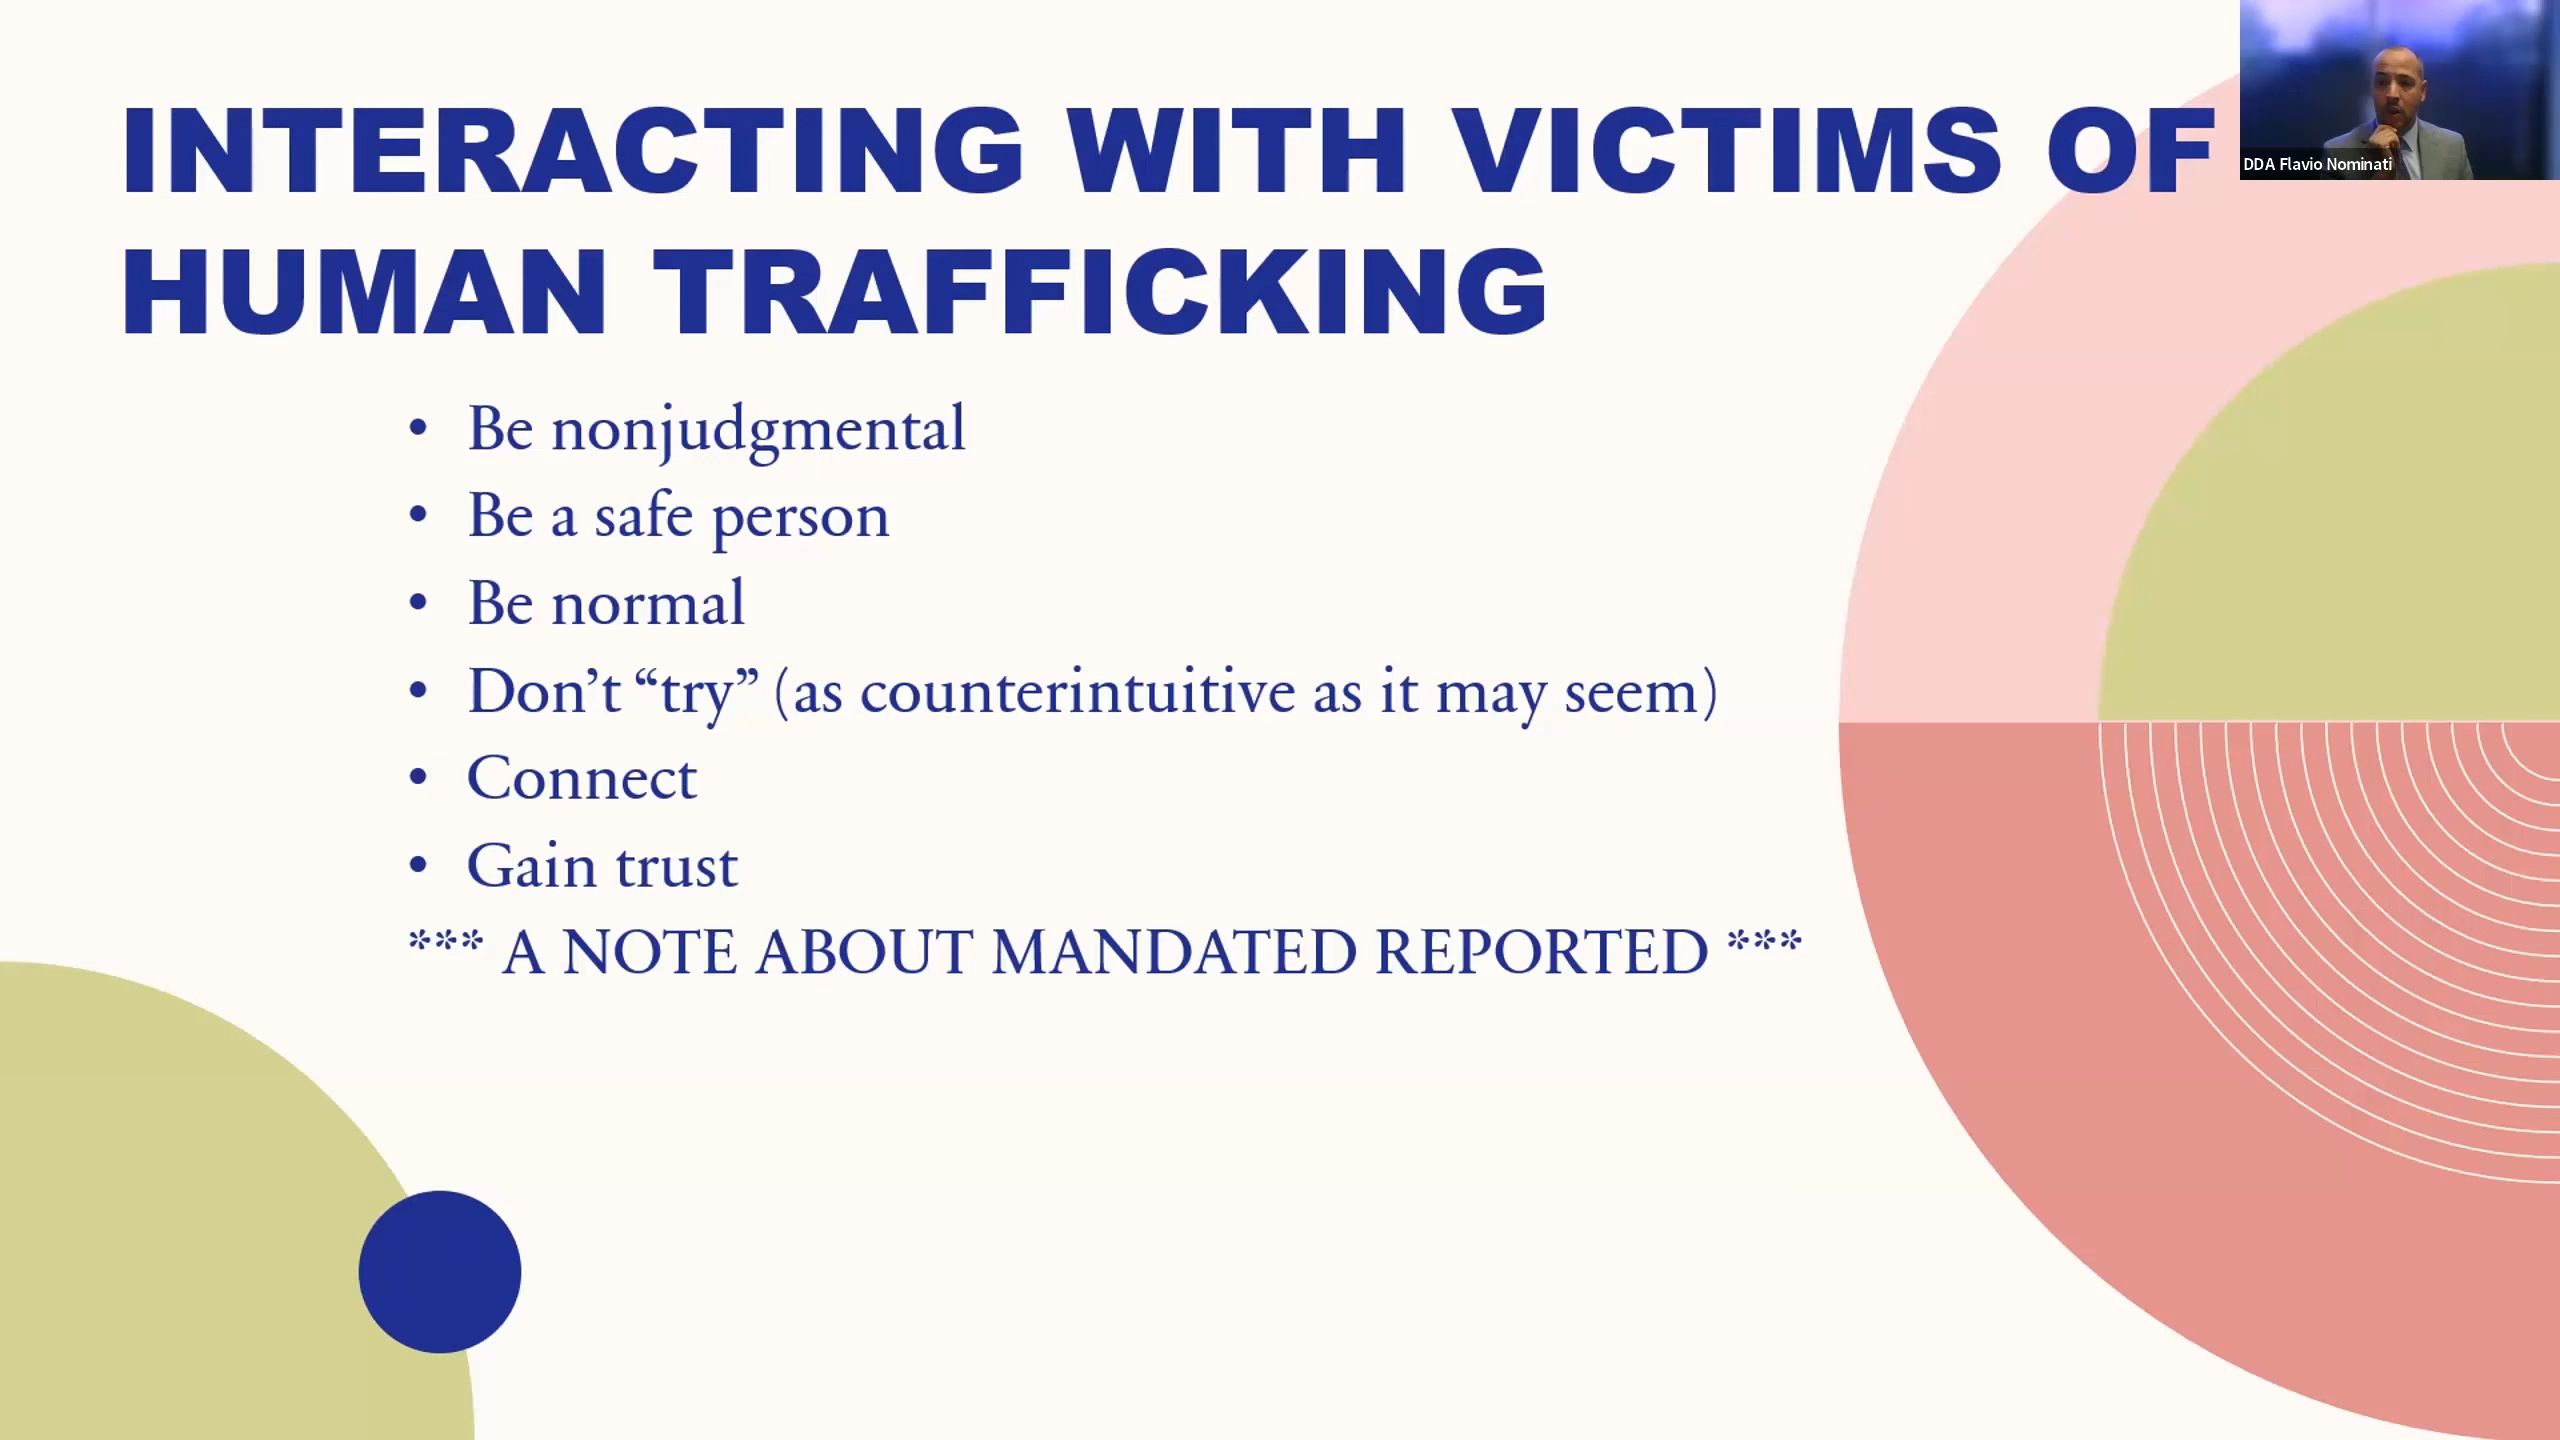 INTERACTING WITH VICTIMS OF
HUMAN TRAFFICKING
DDA Flavio Nominati
• Be nonjudgmental
• Be a safe person
• Be normal
• Don’t “try” (as counterintuitive as it may seem)
• Connect
• Gain trust
*** A NOTE ABOUT MANDATED REPORTED ***